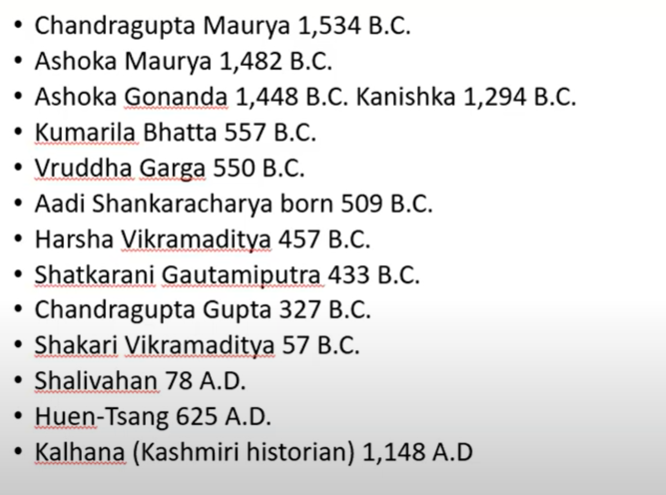 • Chandragupta Maurya 1,534 B.C.
• Ashoka Maurya 1,482 B.C.
• Ashoka Gonanda 1,448 B.C. Kanishka 1,294 B.C.
• Kumarila Bhatta 557 B.C.
• Vruddha Garga 550 B.C.
• Aadi Shankaracharya born 509 B.C.
• Harsha Vikramaditya 457 B.C.
• Shatkarani Gautamiputra 433 B.C.
• Chandragupta Gupta 327 B.C.
• Shakari Vikramaditya 57 B.C.
• Shalivahan 78 A.D.
• Huen-Tsang 625 A.D.
• Kalhana (Kashmiri historian) 1,148 A.D